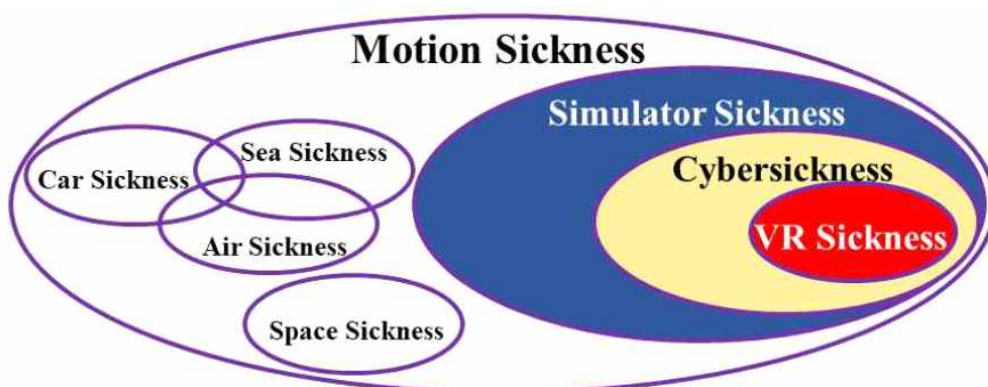 Motion Sickness
Simulator Sickness
Sea Sickness
Car Sickness
Cybersickness
VR Sickness
Air Sickness
Space Sickness